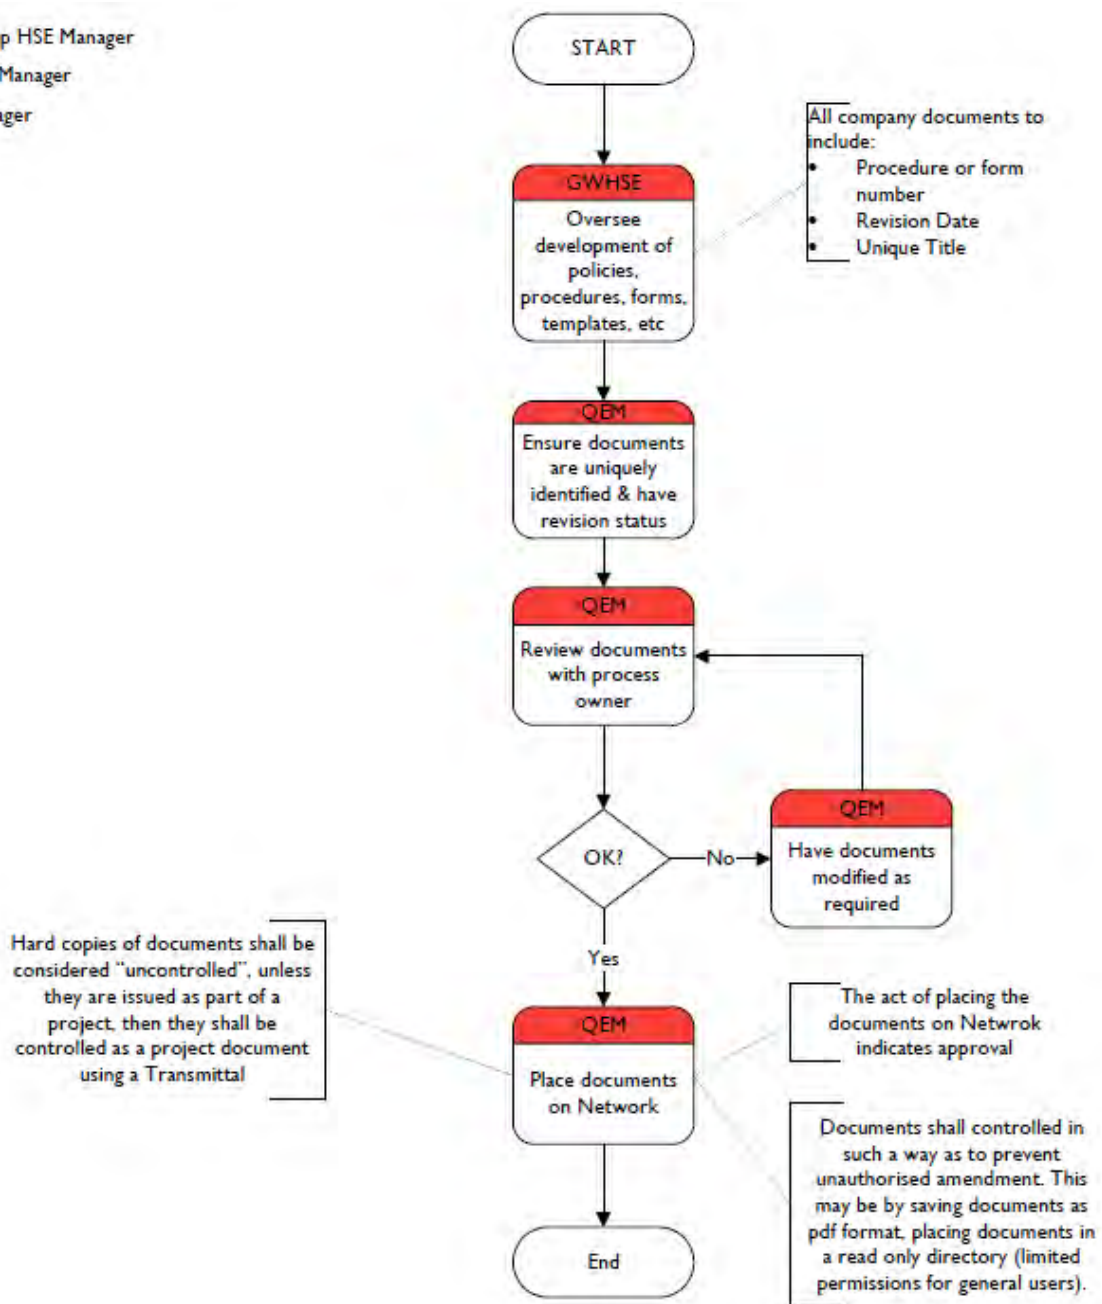 p HSE Manager
Manager
ager
START
All company documents to
include:
• Procedure or form
number
• Revision Date
• Unique Title
GWHSE
Oversee
development of
policies,
procedures, forms,
templates, etc
QEM
Ensure documents
are uniquely
identified & have
revision status
QEM
Review documents
with process
owner
OK?
No
QEM
Have documents
modified as
required
Yes
Hard copies of documents shall be
considered "uncontrolled", unless
they are issued as part of a
project, then they shall be
controlled as a project document
using a Transmittal
QEM
Place documents
on Network
The act of placing the
documents on Netwrok
indicates approval
Documents shall controlled in
such a way as to prevent
unauthorised amendment. This
may be by saving documents as
pdf format, placing documents in
a read only directory (limited
permissions for general users).
End